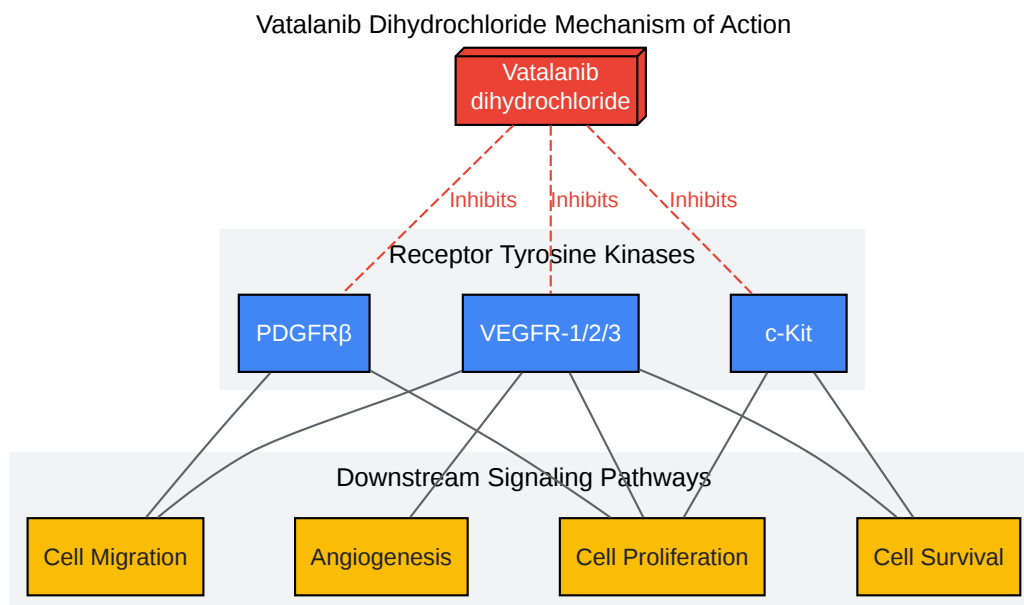 Vatalanib Dihydrochloride Mechanism of Action
Vatalanib
dihydrochloride
Inhibits
Inhibits
Inhibits
Receptor Tyrosine Kinases
PDGFRβ
VEGFR-1/2/3
c-Kit
Downstream Signaling Pathways
Cell Migration
Angiogenesis
Cell Proliferation
Cell Survival